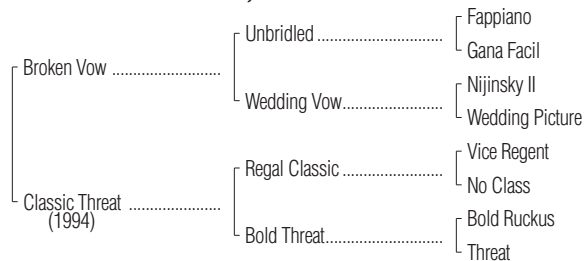 Fappiano
Unbridled
Gana Facil
Broken Vow
Nijinsky II
Wedding Vow
Wedding Picture
Vice Regent
Regal Classic
No Class
Classic Threat
(1994)
Bold Ruckus
Bold Threat
Threat